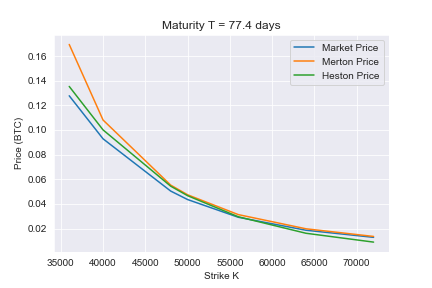 Maturity T = 77.4 days
Market Price
Merton Price
Heston Price
Price (BTC)
0.16
0.14
0.12
0.10
0.08
0.06
0.04
0.02
35000 40000 45000 50000 55000 60000 65000 70000
Strike K